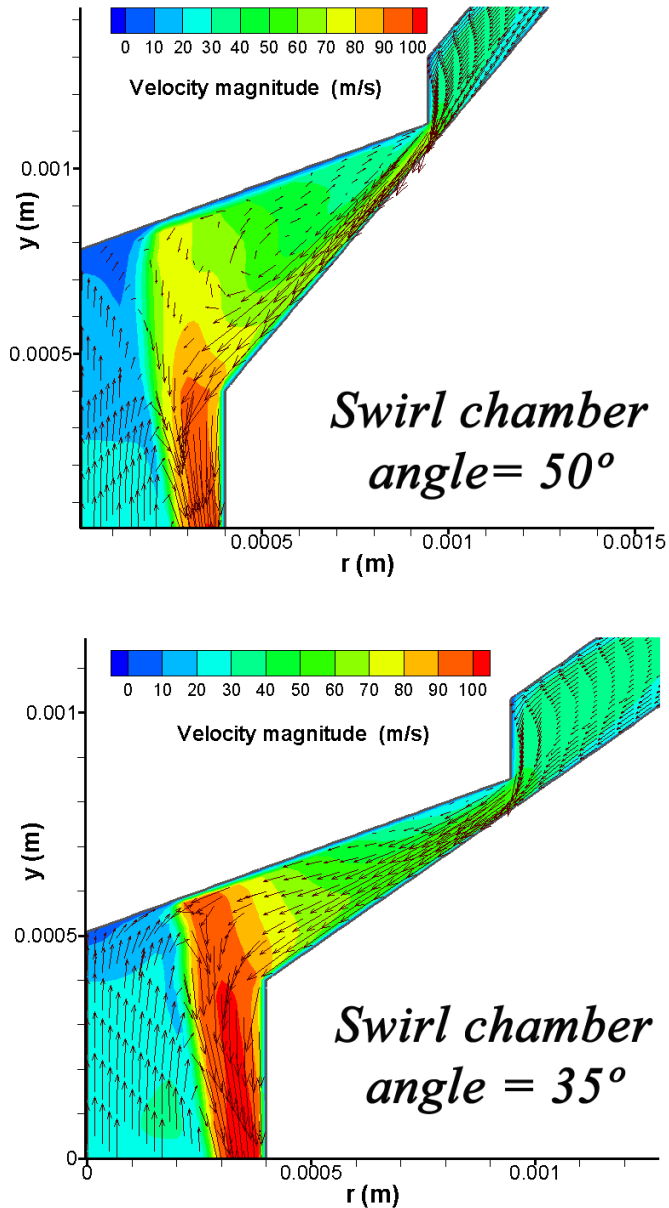 0 10 20 30 40 50 60 70 80 90 100
Velocity magnitude (m/s)
0.001
y (m)
0.0005
Swirl chamber
angle= 50º
0.0005 0.001 0.0015
r (m)
0 10 20 30 40 50 60 70 80 90 100
Velocity magnitude (m/s)
0.001
y (m)
0.0005
Swirl chamber
angle = 35º
0
0 0.0005 0.001
r (m)